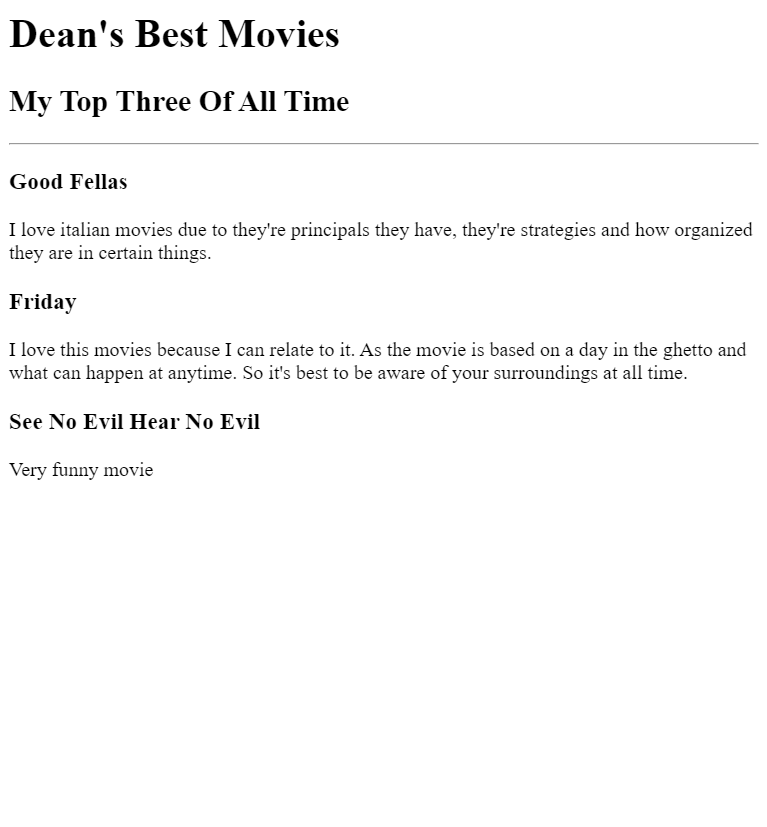 Dean's Best Movies
My Top Three Of All Time
Good Fellas
I love italian movies due to they're principals they have, they're strategies and how organized
they are in certain things.
Friday
I love this movies because I can relate to it. As the movie is based on a day in the ghetto and
what can happen at anytime. So it's best to be aware of your surroundings at all time.
See No Evil Hear No Evil
Very funny movie